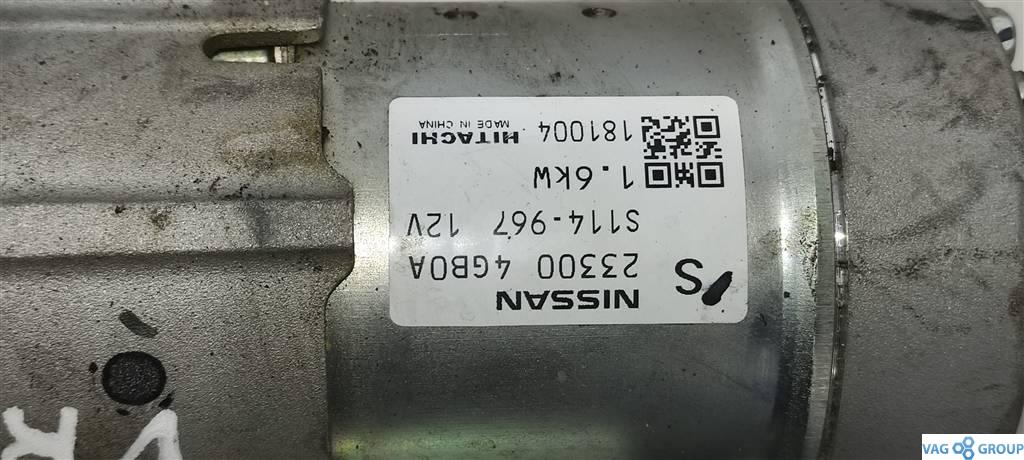 NISSAN
23300 4GB0A
S
S114-967 12V
1.6kW
HITACHI 181004
MADE IN CHINA
VAG GROUP